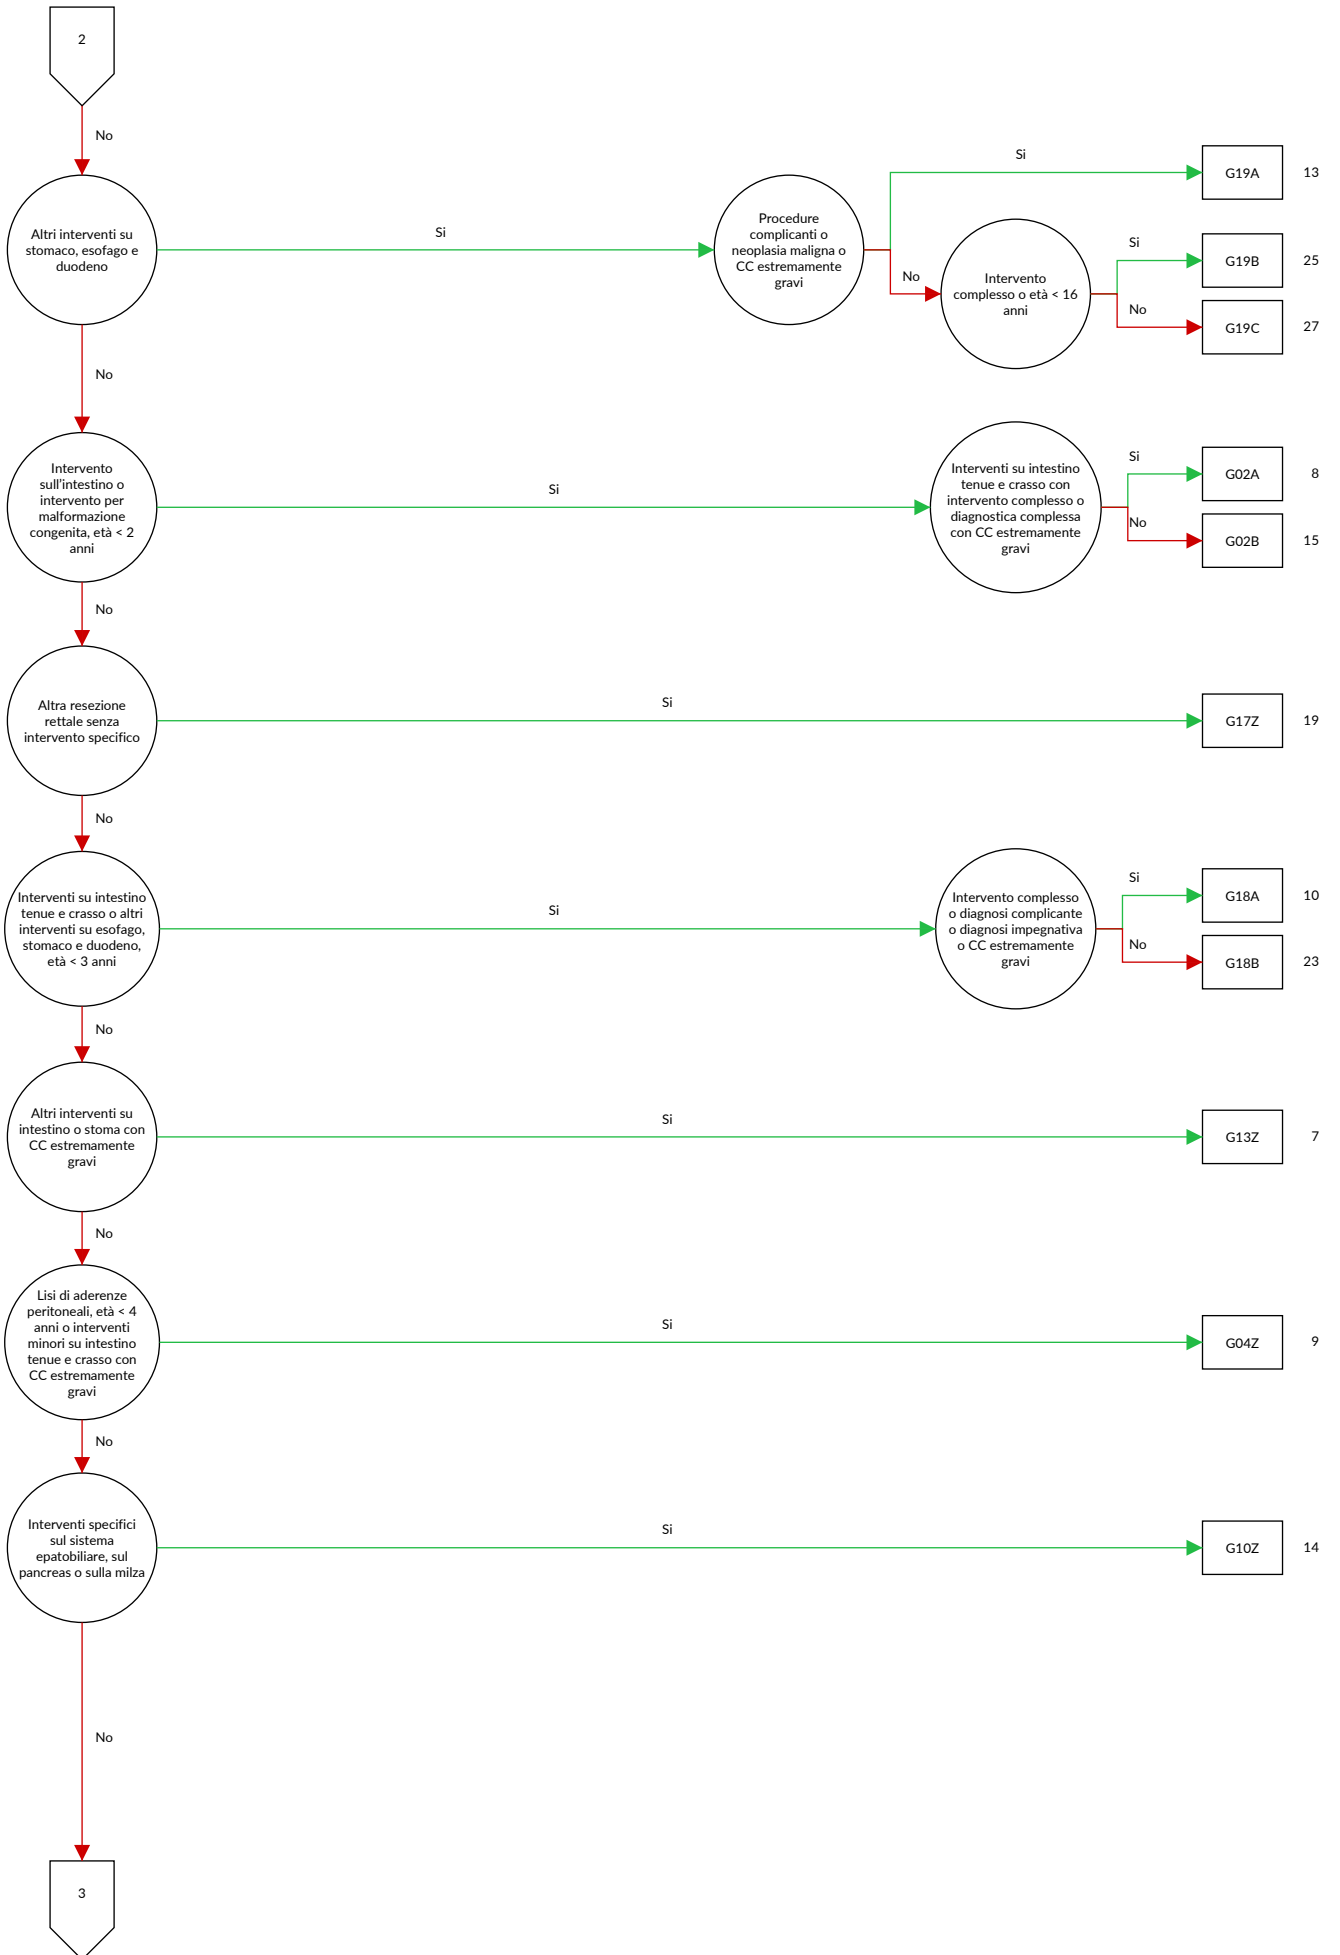 2
No
Altri interventi su
stomaco, esofago e
duodeno
Si
Procedure
complicanti o
neoplasia maligna o
CC estremamente
gravi
Si
G19A
13
No
Intervento
complesso o età < 16
anni
Si
G19B
25
No
G19C
27
No
Intervento
sull'intestino o
intervento per
malformazione
congenita, età < 2
anni
Si
Interventi su intestino
tenue e crasso con
intervento complesso o
diagnostica complessa
con CC estremamente
gravi
Si
G02A
8
No
G02B
15
No
Altra resezione
rettale senza
intervento specifico
Si
G17Z
19
No
Interventi su intestino
tenue e crasso o altri
interventi su esofago,
stomaco e duodeno,
età < 3 anni
Si
Intervento complesso
o diagnosi complicante
o diagnosi impegnativa
o CC estremamente
gravi
Si
G18A
10
No
G18B
23
No
Altri interventi su
intestino o stoma con
CC estremamente
gravi
Si
G13Z
7
No
Lisi di aderenze
peritoneali, età < 4
anni o interventi
minori su intestino
tenue e crasso con
CC estremamente
gravi
Si
G04Z
9
No
Interventi specifici
sul sistema
epatobiliare, sul
pancreas o sulla milza
Si
G10Z
14
No
3